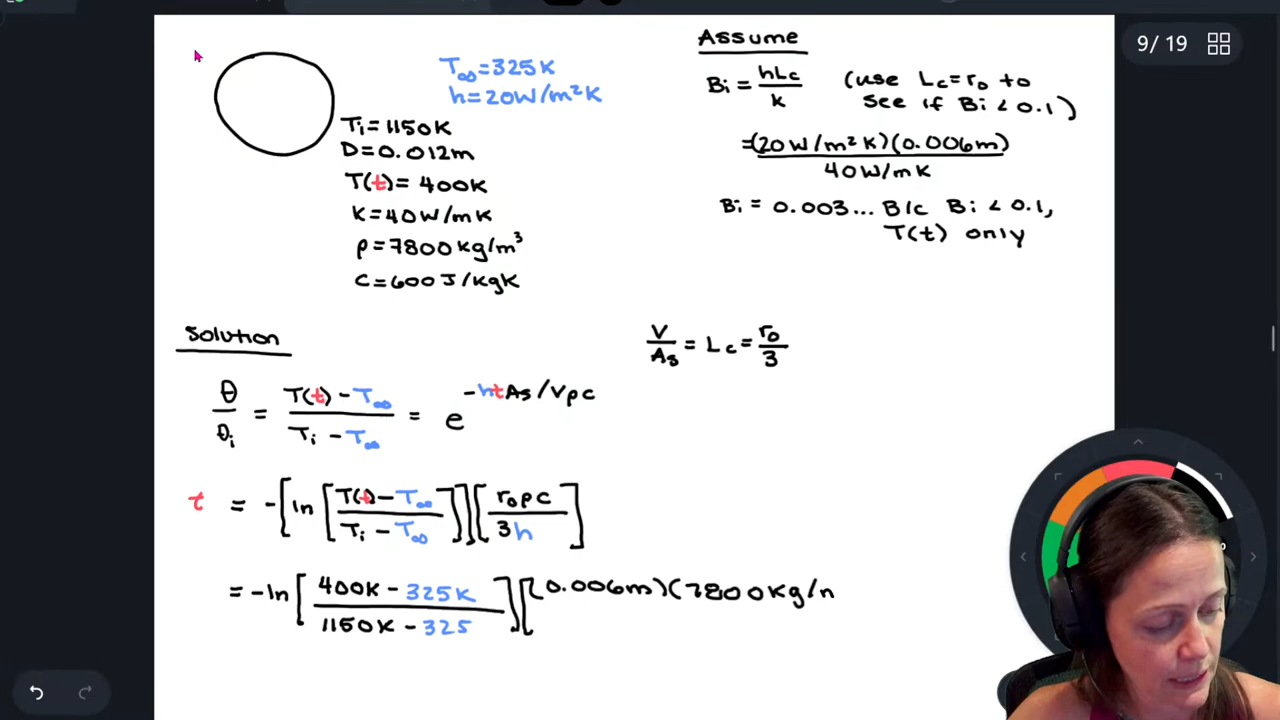 9/ 19
T∞=325K
h=20W/m²K
Ti=1150K
D=0.012m
T(t)= 400K
K=40W/mK
ρ=7800kg/m³
C=600J/kgK
Assume
Bi = hLc/k (use Lc=ro to see if Bi < 0.1)
=(20W/m²K)(0.006m)/40W/mK
Bi = 0.003... B/c Bi < 0.1,
T(t) only
Solution
V/As = Lc = ro/3
θ/θi = T(t)-T∞/Ti-T∞ = e^-htAs/Vρc
t = -[ln[T(t)-T∞/Ti-T∞]][roρc/3h]
=-ln[400K-325K/1150K-325][(0.006m)(7800kg/n